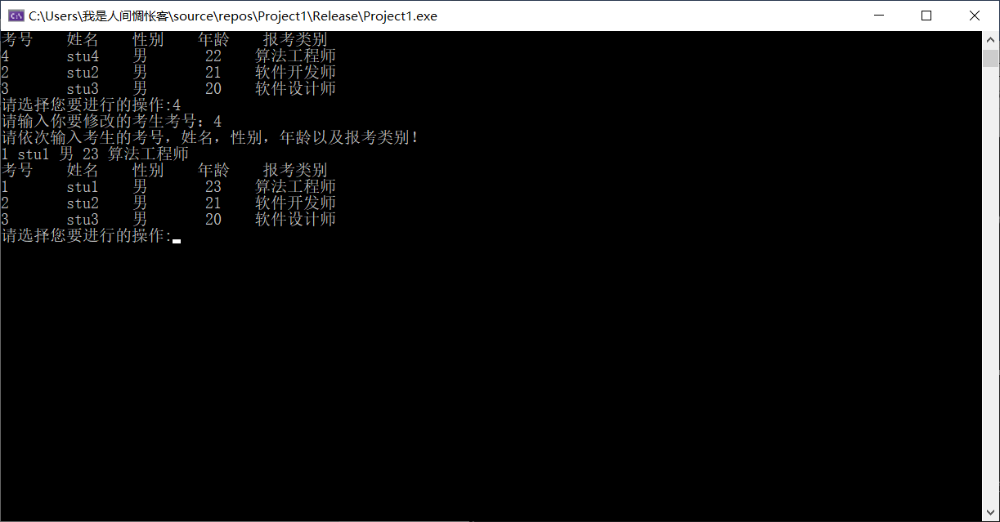 C:\Users\我是人间惆怅客\source\repos\Project1\Release\Project1.exe
考号 姓名 性别 年龄 报考类别
4 stu4 男 22 算法工程师
2 stu2 男 21 软件开发师
3 stu3 男 20 软件设计师
请选择您要进行的操作:4
请输入你要修改的考生考号：4
请依次输入考生的考号，姓名，性别，年龄以及报考类别！
1 stu1 男 23 算法工程师
考号 姓名 性别 年龄 报考类别
1 stu1 男 23 算法工程师
2 stu2 男 21 软件开发师
3 stu3 男 20 软件设计师
请选择您要进行的操作: